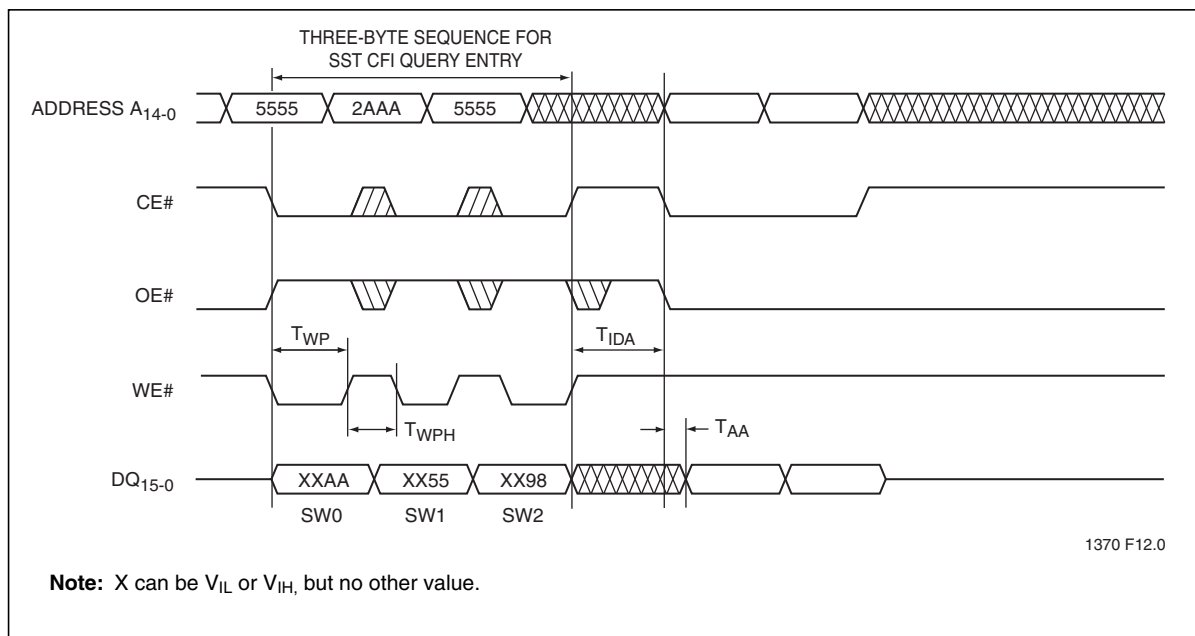 THREE-BYTE SEQUENCE FOR
SST CFI QUERY ENTRY
ADDRESS A14-0
5555 2AAA 5555
CE#
OE#
TWP TIDA
WE#
TWPH TAA
DQ15-0
XXAA XX55 XX98
SW0 SW1 SW2
1370 F12.0
Note: X can be VIL or VIH, but no other value.